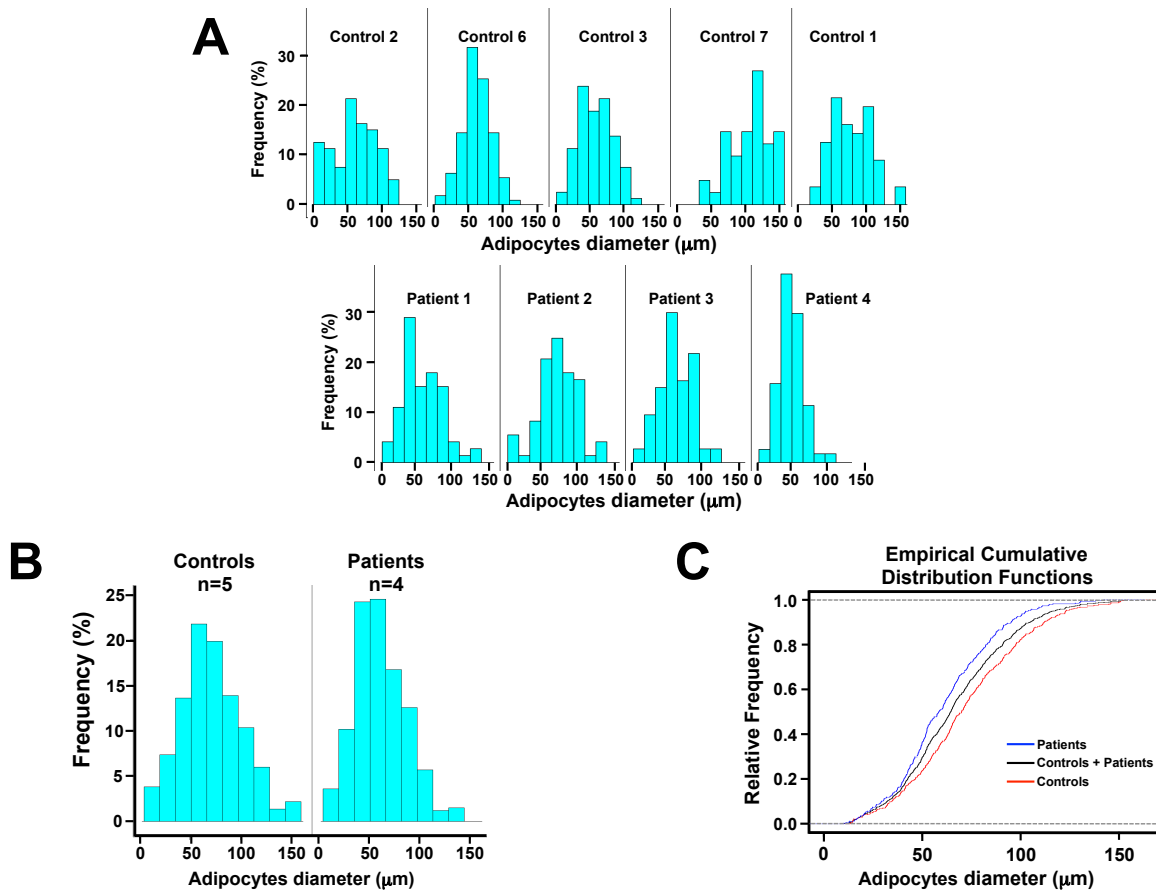 A
Control 2 Control 6 Control 3 Control 7 Control 1
Frequency (%)
30
20
10
0
0 50 100 150 0 50 100 150 0 50 100 150 0 50 100 150 0 50 100 150
Adipocytes diameter (μm)
Patient 1 Patient 2 Patient 3 Patient 4
Frequency (%)
30
20
10
0
0 50 100 150 0 50 100 150 0 50 100 150 0 50 100 150
Adipocytes diameter (μm)
B
Controls
n=5
Patients
n=4
Frequency (%)
25
20
15
10
5
0
0 50 100 150 0 50 100 150
Adipocytes diameter (μm)
C
Empirical Cumulative
Distribution Functions
Relative Frequency
1.0
0.8
0.6
0.4
0.2
0.0
Patients
Controls + Patients
Controls
0 50 100 150
Adipocytes diameter (μm)